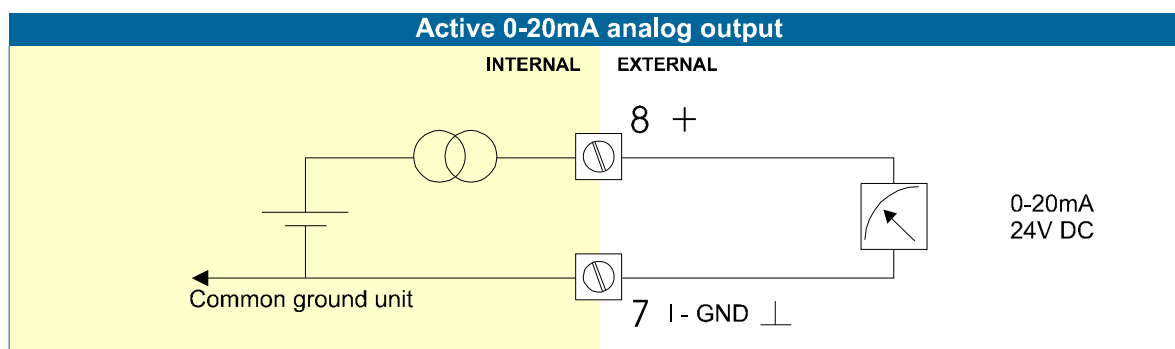 Active 0-20mA analog output
INTERNAL EXTERNAL
8 +
0-20mA
24V DC
Common ground unit
7 I - GND ⊥